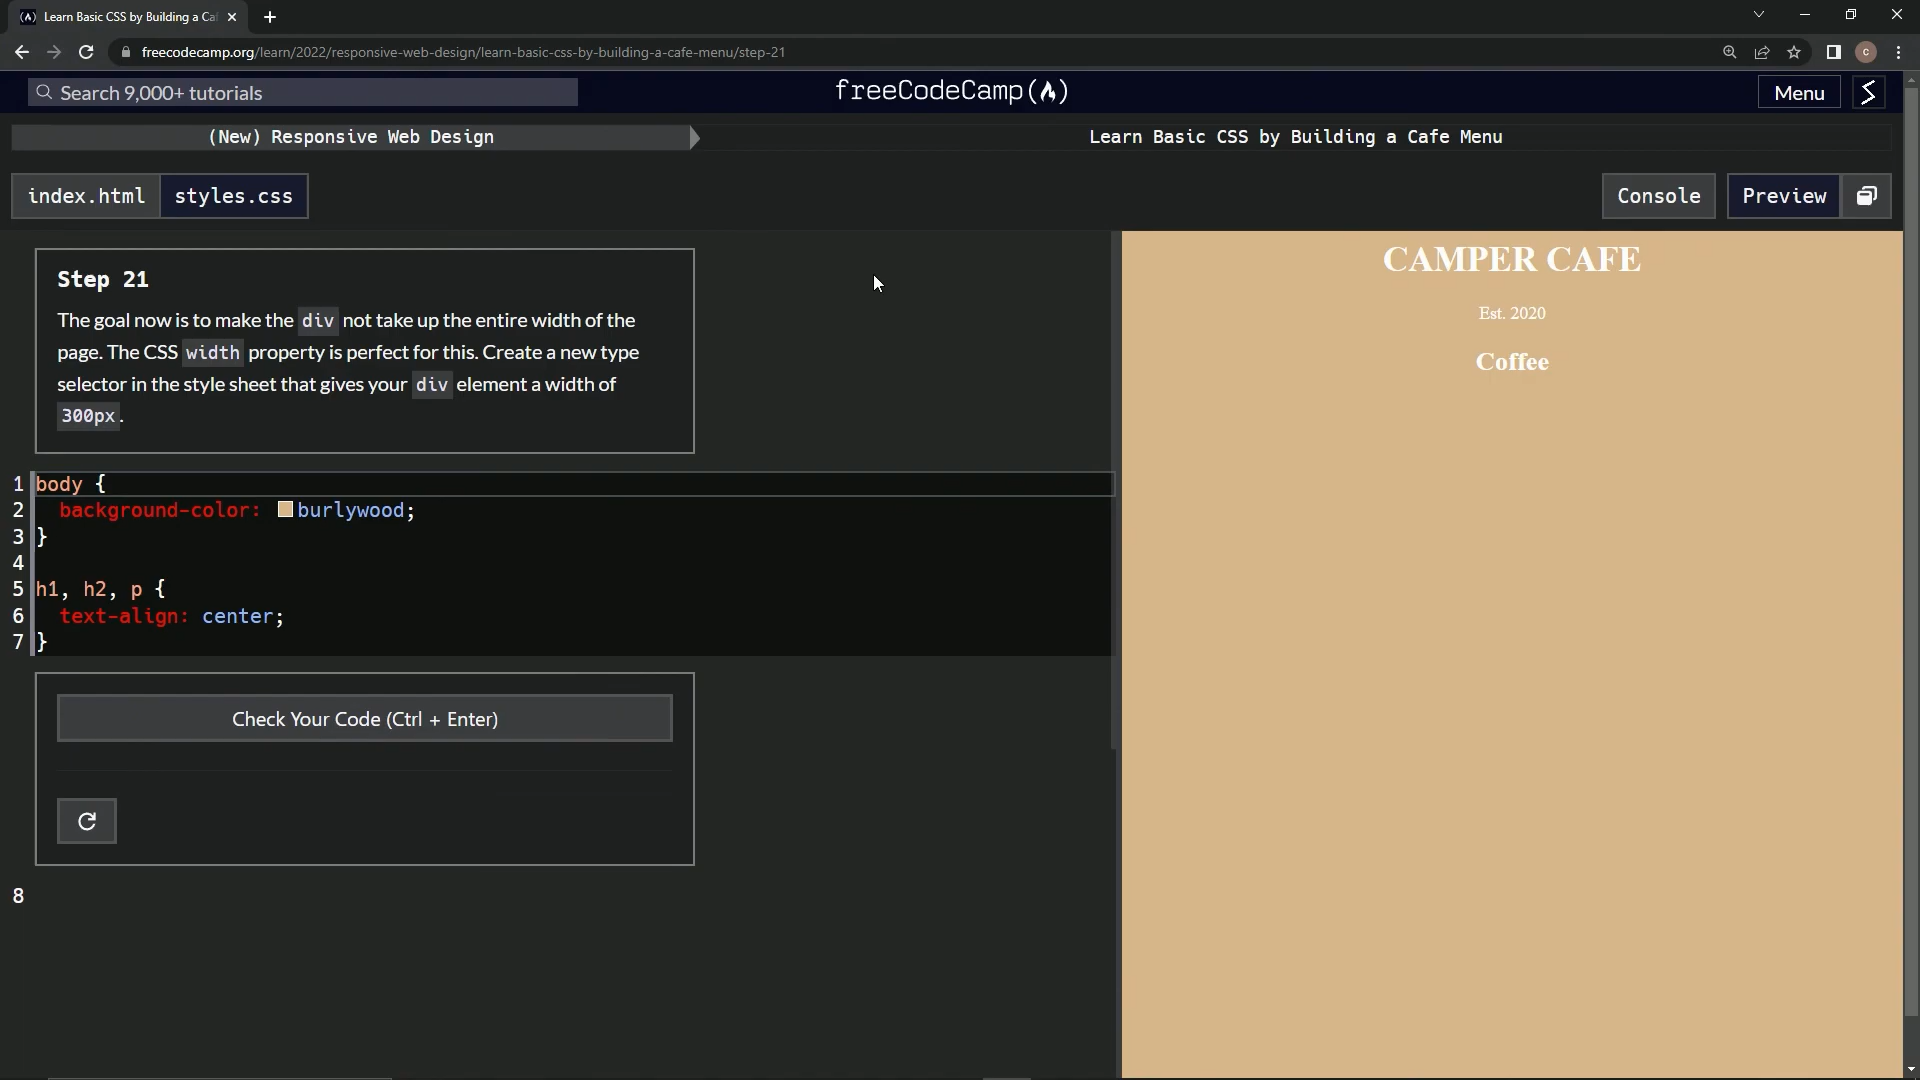 Learn Basic CSS by Building a Caf
freecodecamp.org/learn/2022/responsive-web-design/learn-basic-css-by-building-a-cafe-menu/step-21
c
Search 9,000+ tutorials
freeCodeCamp
Menu
(New) Responsive Web Design
Learn Basic CSS by Building a Cafe Menu
index.html
styles.css
Console
Preview
Step 21
The goal now is to make the div not take up the entire width of the
page. The CSS width property is perfect for this. Create a new type
selector in the style sheet that gives your div element a width of
300px.
1 body {
2 background-color: burlywood;
3 }
4
5 h1, h2, p {
6 text-align: center;
7 }
Check Your Code (Ctrl + Enter)
8
CAMPER CAFE
Est. 2020
Coffee